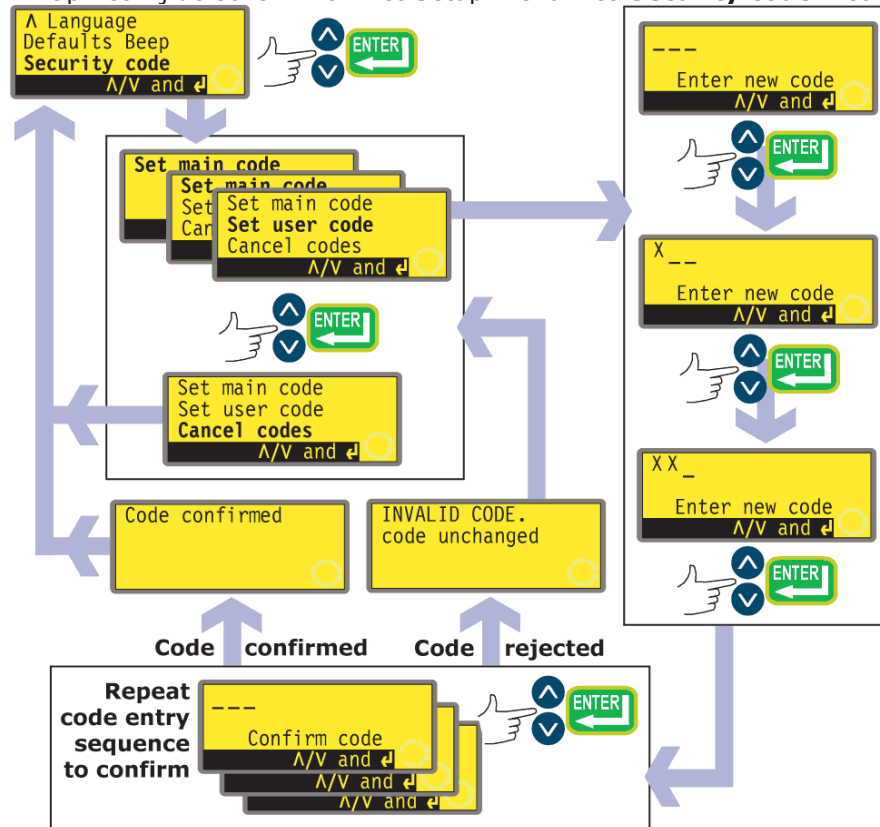 Λ Language
Defaults Beep
Security code
Λ/V and ↲
ENTER
Set main code
Set main code
Set
Can
Set main code
Set user code
Cancel codes
Λ/V and ↲
ENTER
Set main code
Set user code
Cancel codes
Λ/V and ↲
Code confirmed
INVALID CODE.
code unchanged
Code confirmed
Code rejected
Repeat
code entry
sequence
to confirm
___
Confirm code
Λ/V and ↲
Λ/V and ↲
Λ/V and ↲
ENTER
___
Enter new code
Λ/V and ↲
ENTER
X__
Enter new code
Λ/V and ↲
ENTER
XX_
Enter new code
Λ/V and ↲
ENTER